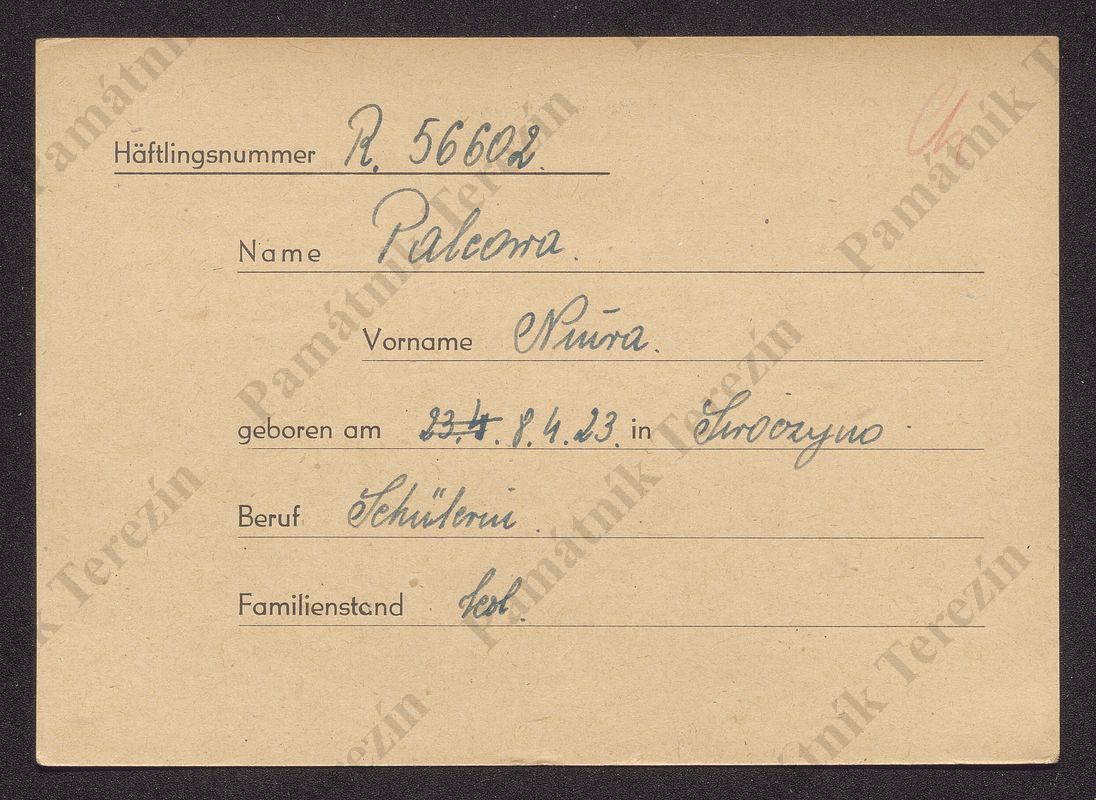 Häftlingsnummer R. 56602.
Name Palcowa.
Vorname Niura.
geboren am 23.4. 8.4.23. in
Beruf Schülerin
Familienstand led.
Památník Terezín